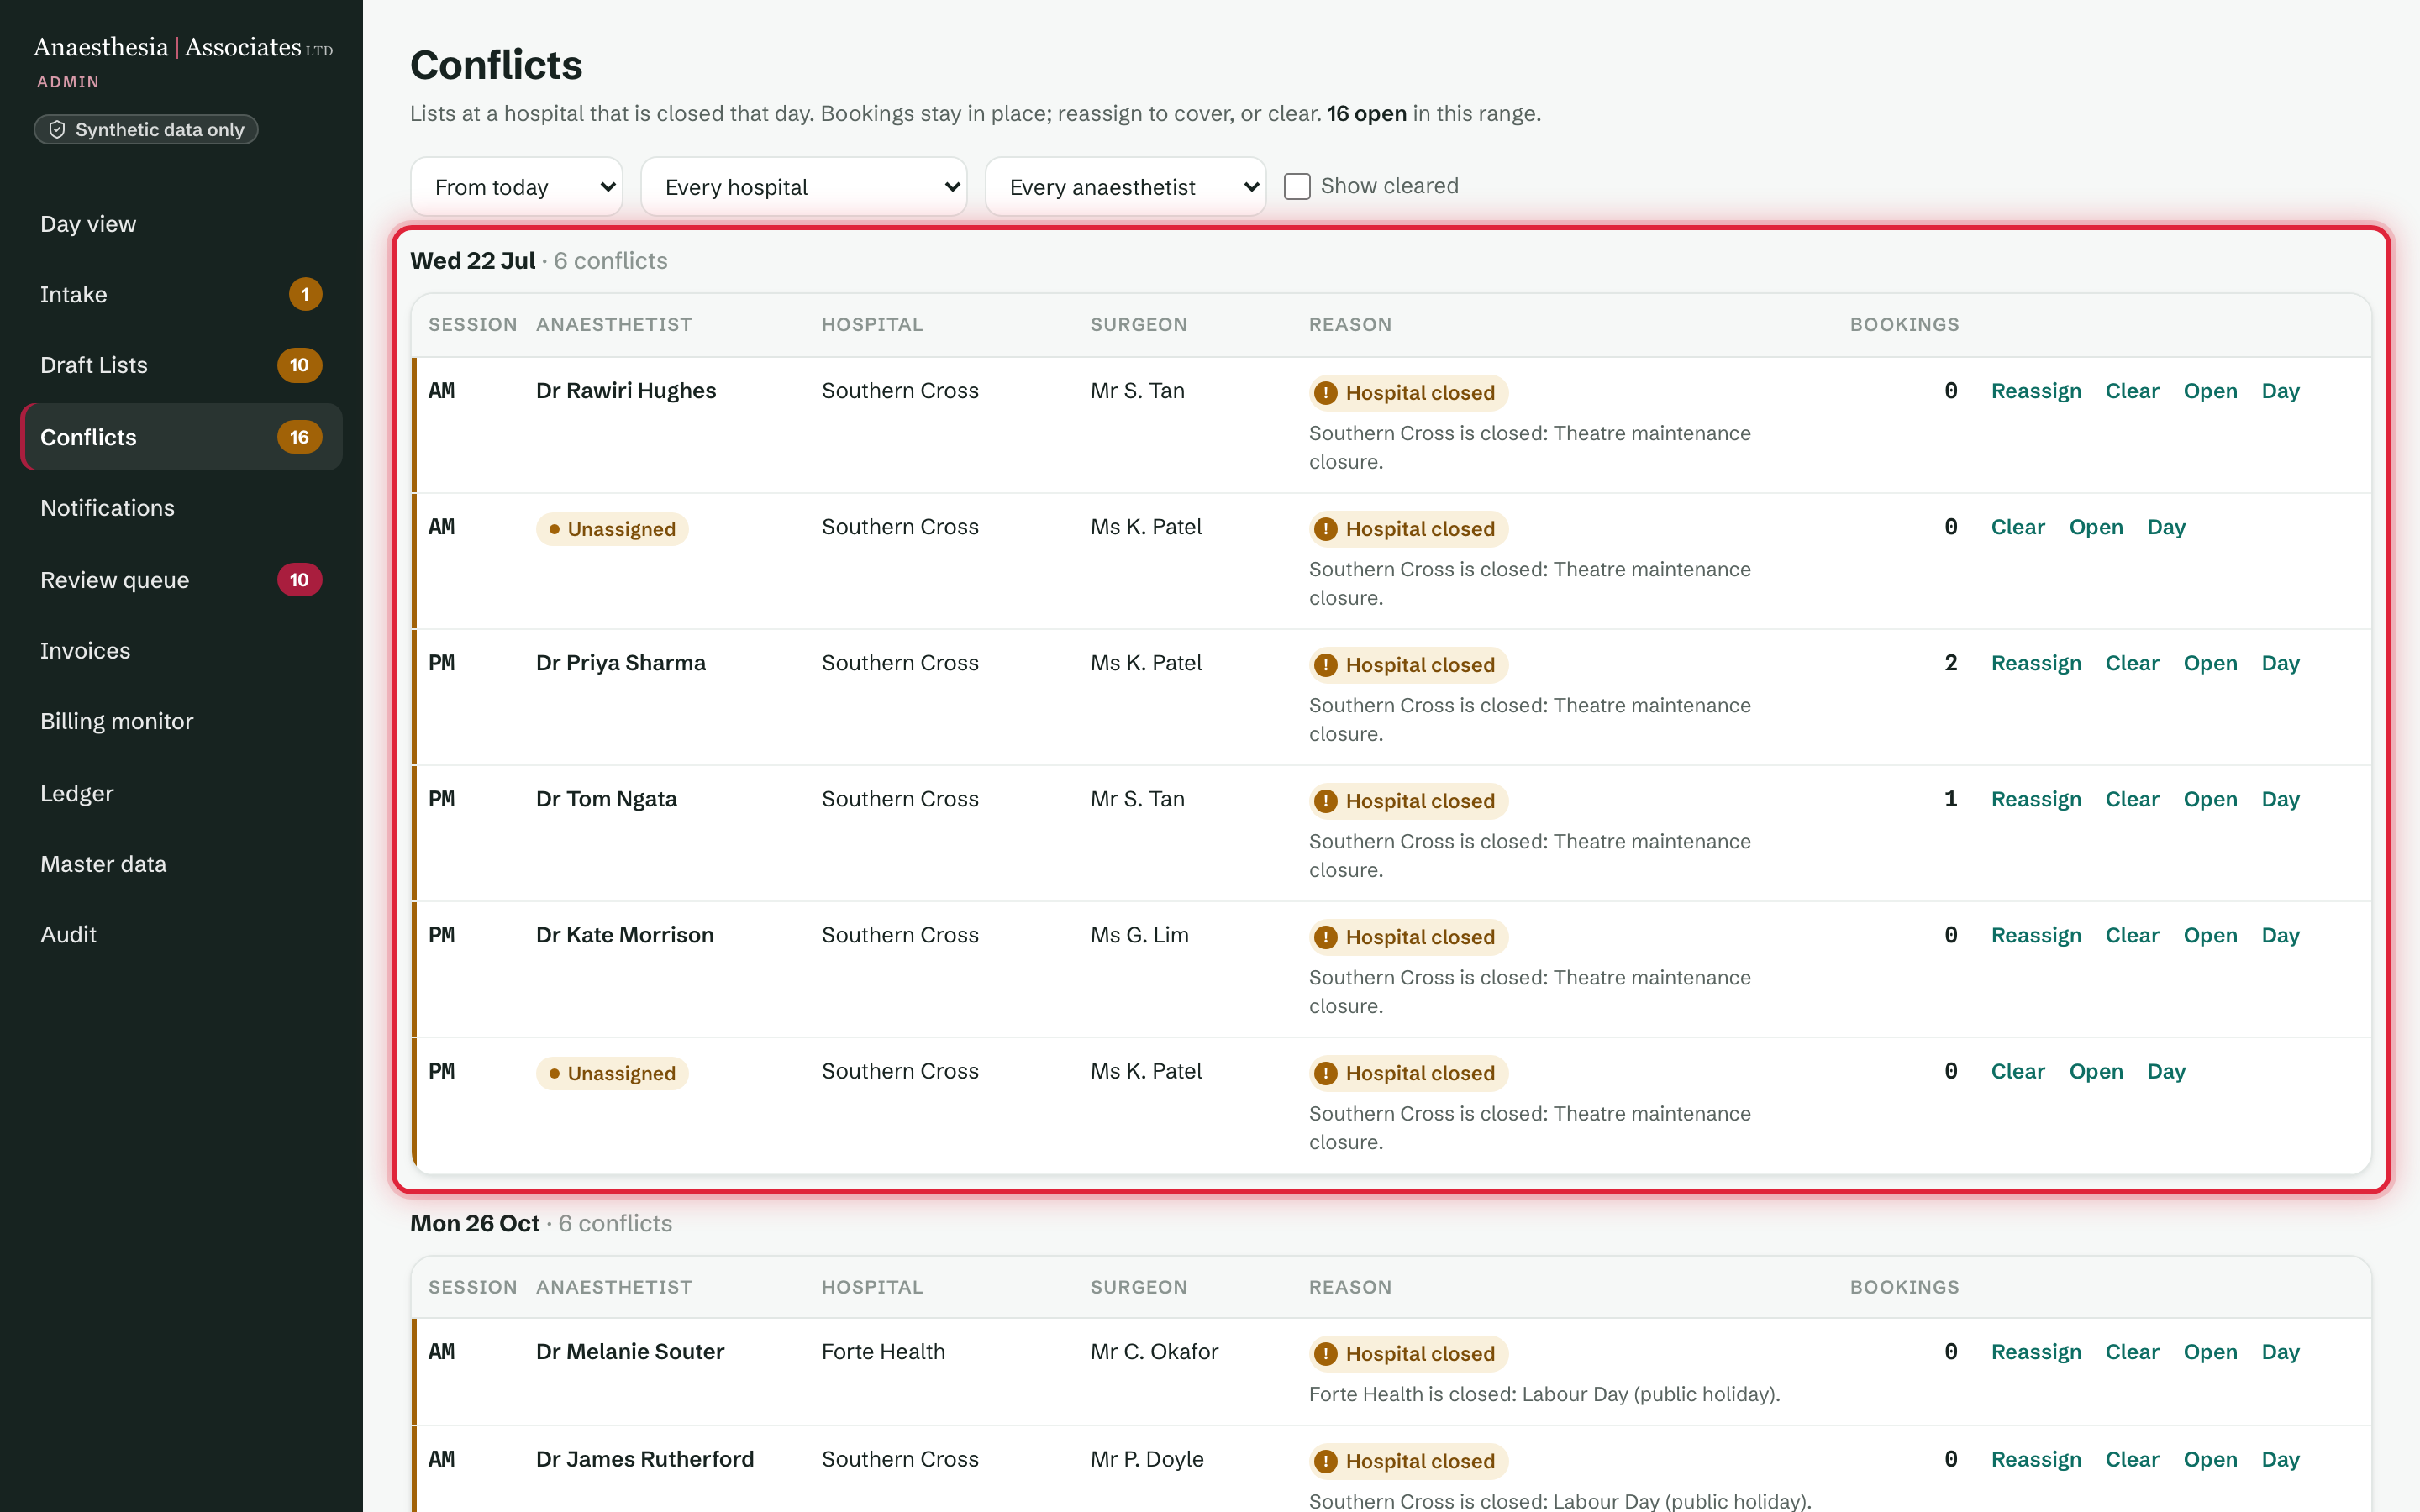 Anaesthesia | Associates LTD
ADMIN
Synthetic data only
Day view
Intake 1
Draft Lists 10
Conflicts 16
Notifications
Review queue 10
Invoices
Billing monitor
Ledger
Master data
Audit
Conflicts
Lists at a hospital that is closed that day. Bookings stay in place; reassign to cover, or clear. 16 open in this range.
From today Every hospital Every anaesthetist Show cleared
Wed 22 Jul · 6 conflicts
SESSION ANAESTHETIST HOSPITAL SURGEON REASON BOOKINGS
AM Dr Rawiri Hughes Southern Cross Mr S. Tan ! Hospital closed 0 Reassign Clear Open Day
Southern Cross is closed: Theatre maintenance
closure.
AM Unassigned Southern Cross Ms K. Patel ! Hospital closed 0 Clear Open Day
Southern Cross is closed: Theatre maintenance
closure.
PM Dr Priya Sharma Southern Cross Ms K. Patel ! Hospital closed 2 Reassign Clear Open Day
Southern Cross is closed: Theatre maintenance
closure.
PM Dr Tom Ngata Southern Cross Mr S. Tan ! Hospital closed 1 Reassign Clear Open Day
Southern Cross is closed: Theatre maintenance
closure.
PM Dr Kate Morrison Southern Cross Ms G. Lim ! Hospital closed 0 Reassign Clear Open Day
Southern Cross is closed: Theatre maintenance
closure.
PM Unassigned Southern Cross Ms K. Patel ! Hospital closed 0 Clear Open Day
Southern Cross is closed: Theatre maintenance
closure.
Mon 26 Oct · 6 conflicts
SESSION ANAESTHETIST HOSPITAL SURGEON REASON BOOKINGS
AM Dr Melanie Souter Forte Health Mr C. Okafor ! Hospital closed 0 Reassign Clear Open Day
Forte Health is closed: Labour Day (public holiday).
AM Dr James Rutherford Southern Cross Mr P. Doyle ! Hospital closed 0 Reassign Clear Open Day
Southern Cross is closed: Labour Day (public holiday).